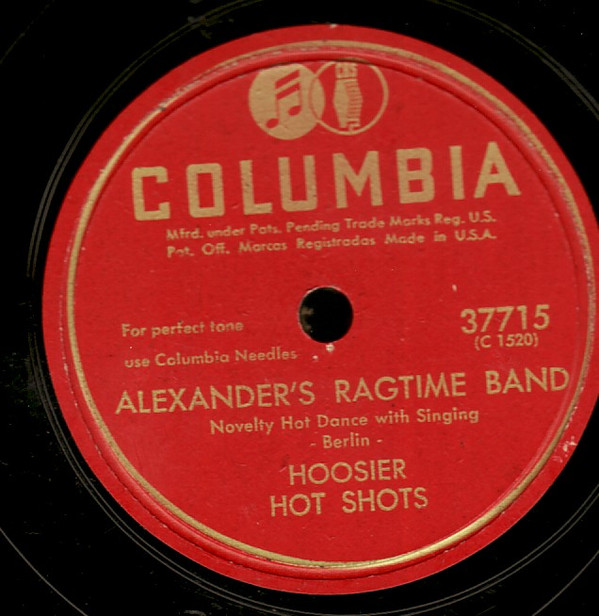 CBS
COLUMBIA
Mfrd. under Pats. Pending Trade Marks Reg. U.S.
Pat. Off. Marcas Registradas Made in U.S.A.
For perfect tone
use Columbia Needles
37715
(C 1520)
ALEXANDER'S RAGTIME BAND
Novelty Hot Dance with Singing
- Berlin -
HOOSIER
HOT SHOTS